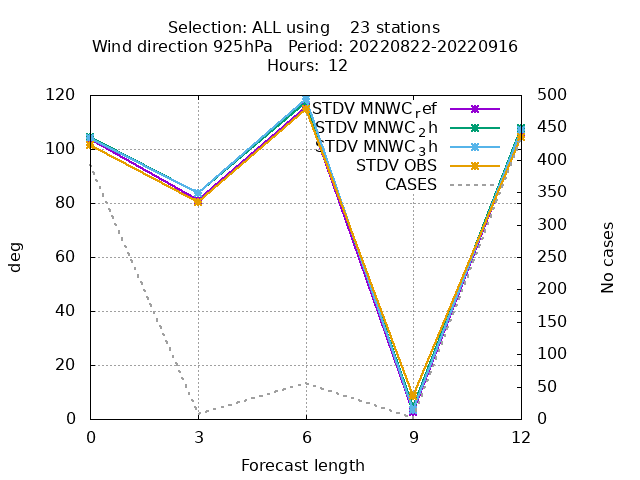 Selection: ALL using    23 stations
Wind direction 925hPa   Period: 20220822-20220916
Hours:  12
STDV MNWC_ref
STDV MNWC_2h
STDV MNWC_3h
STDV OBS
CASES
120
100
80
60
40
20
0
500
450
400
350
300
250
200
150
100
50
0
deg
No cases
0 3 6 9 12
Forecast length